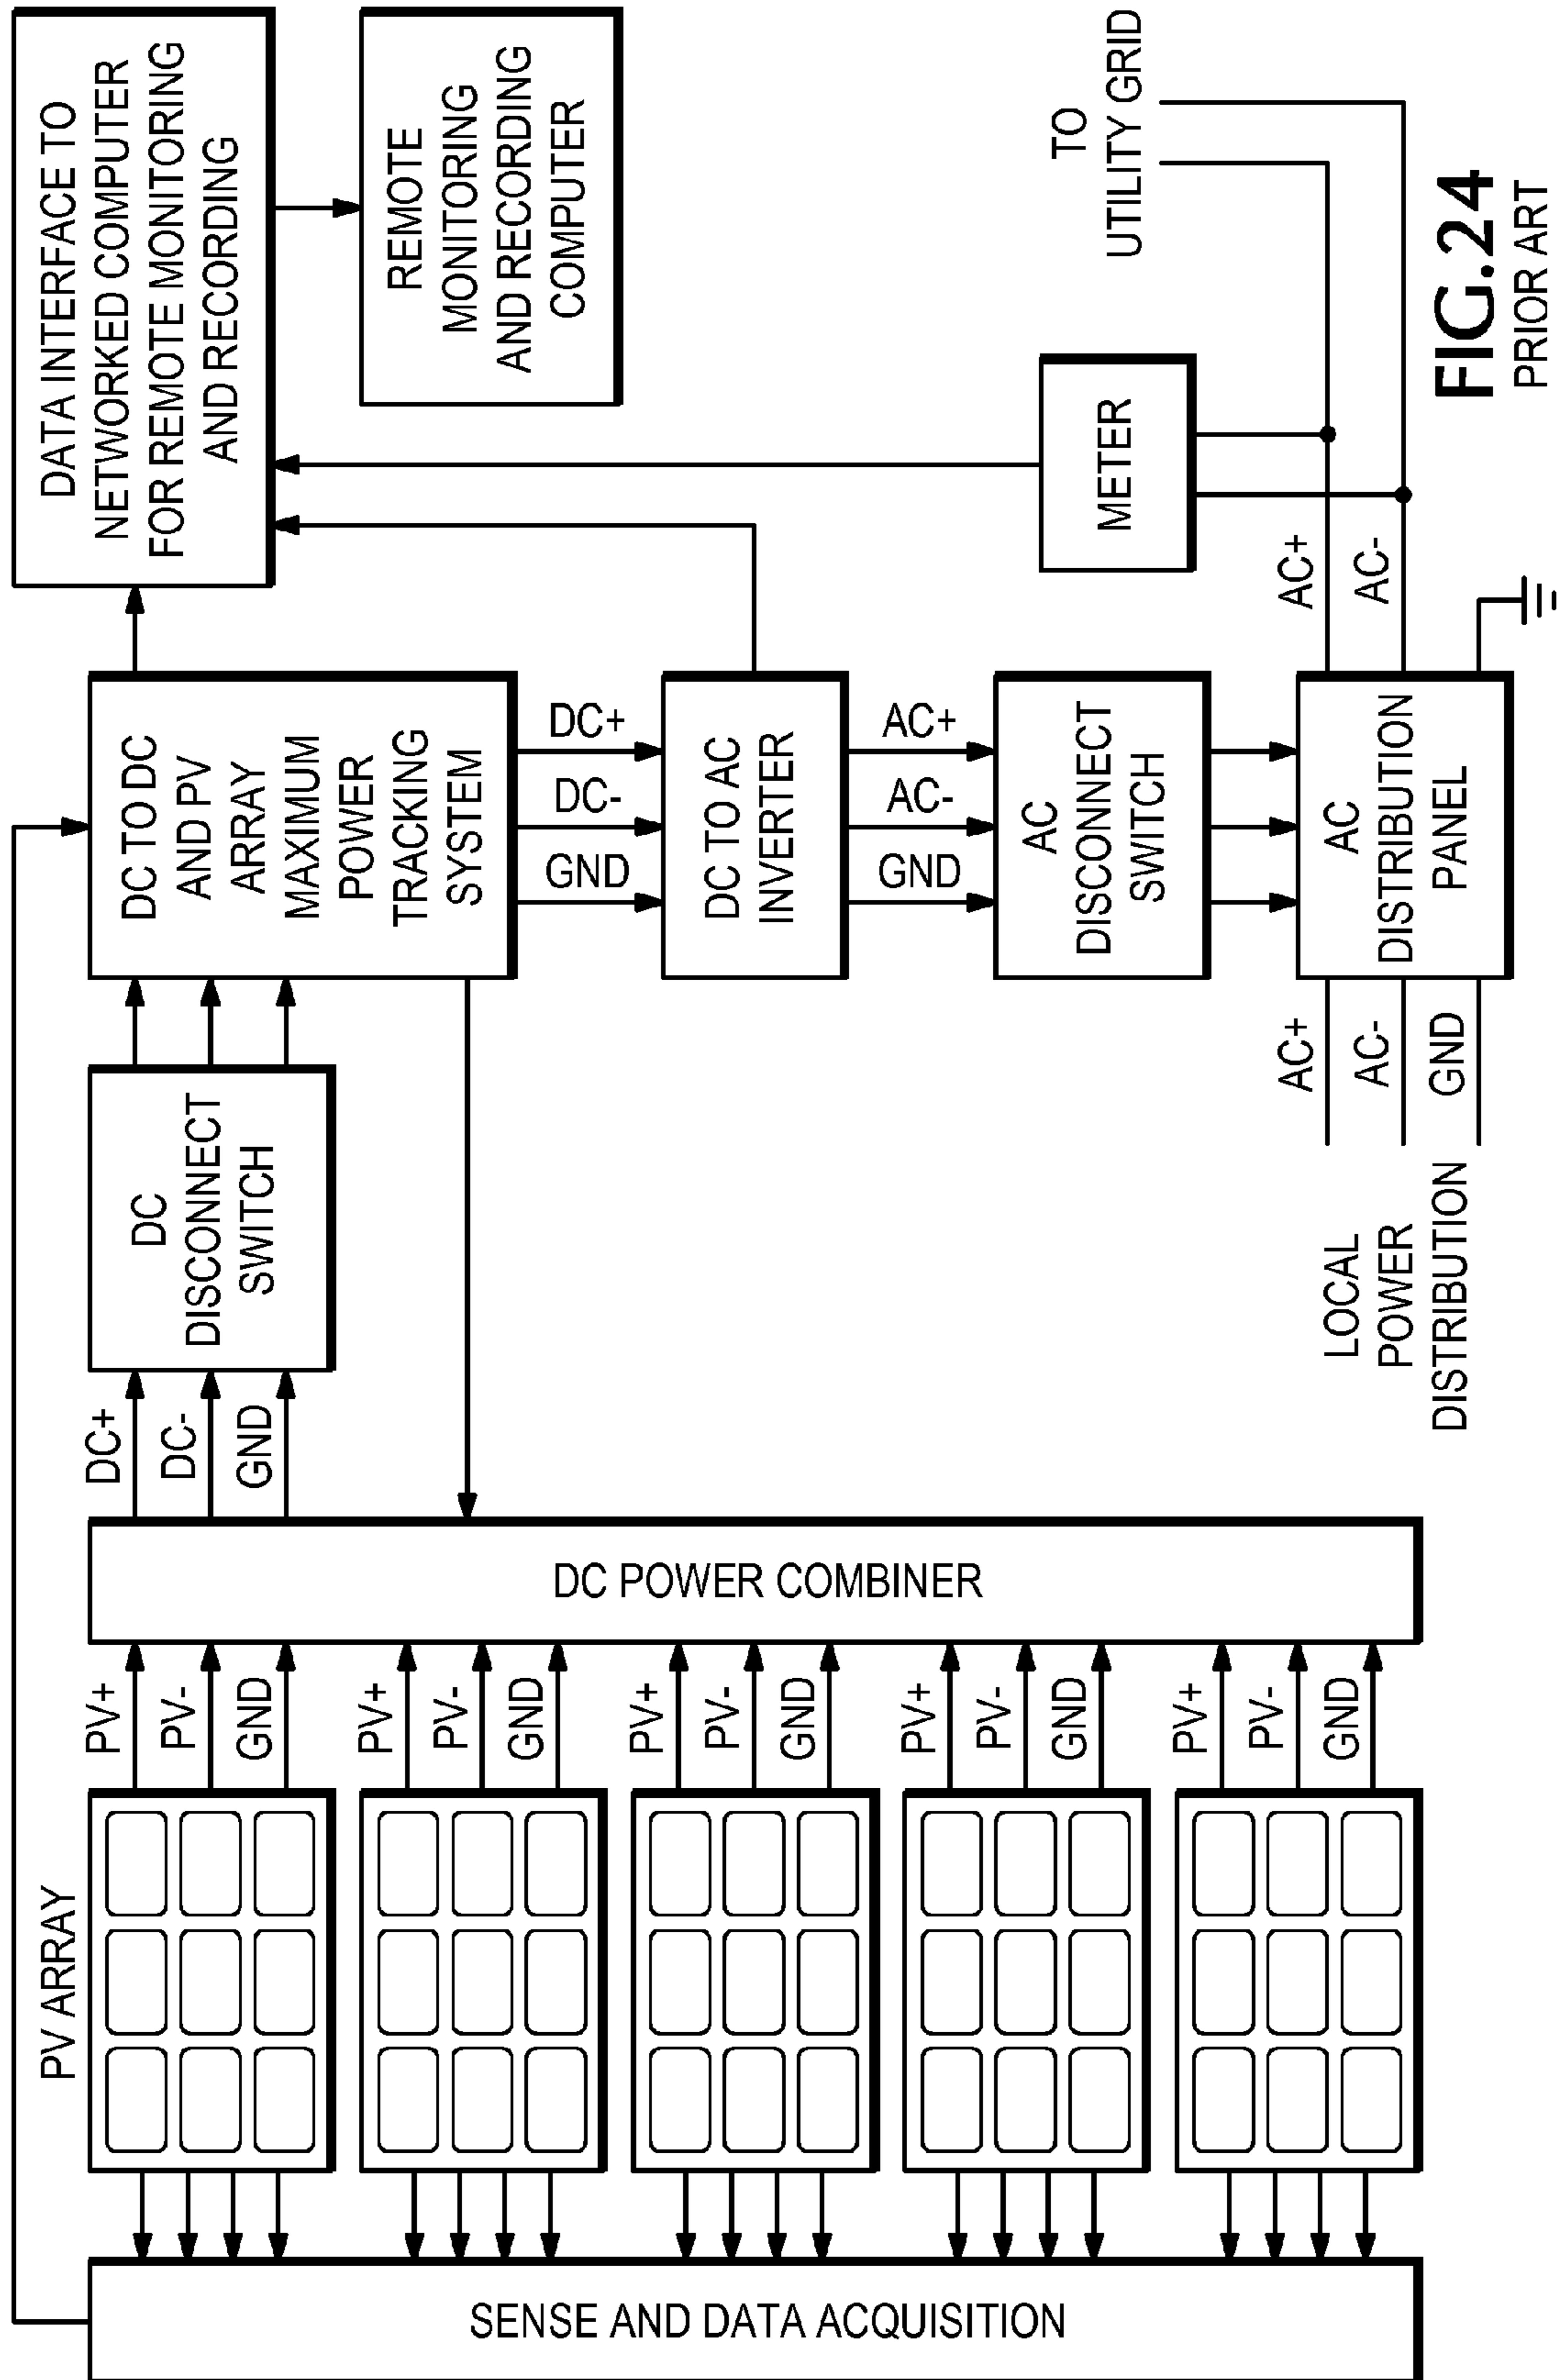 PV ARRAY
SENSE AND DATA ACQUISITION
PV+
PV-
GND
PV+
PV-
GND
PV+
PV-
GND
PV+
PV-
GND
PV+
PV-
GND
DC POWER COMBINER
DC+
DC-
GND
DC
DISCONNECT
SWITCH
DC TO DC
AND PV
ARRAY
MAXIMUM
POWER
TRACKING
SYSTEM
DATA INTERFACE TO
NETWORKED COMPUTER
FOR REMOTE MONITORING
AND RECORDING
REMOTE
MONITORING
AND RECORDING
COMPUTER
DC+
DC-
GND
DC TO AC
INVERTER
AC+
AC-
GND
AC
DISCONNECT
SWITCH
METER
TO
UTILITY GRID
AC+
AC-
AC
DISTRIBUTION
PANEL
AC+
AC-
GND
LOCAL
POWER
DISTRIBUTION
FIG.24
PRIOR ART